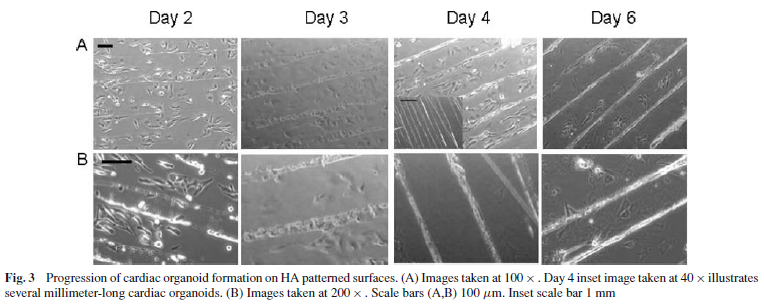 Day 2 Day 3 Day 4 Day 6
A
B
Fig. 3 Progression of cardiac organoid formation on HA patterned surfaces. (A) Images taken at 100 × . Day 4 inset image taken at 40 × illustrates
several millimeter-long cardiac organoids. (B) Images taken at 200 × . Scale bars (A,B) 100 μm. Inset scale bar 1 mm